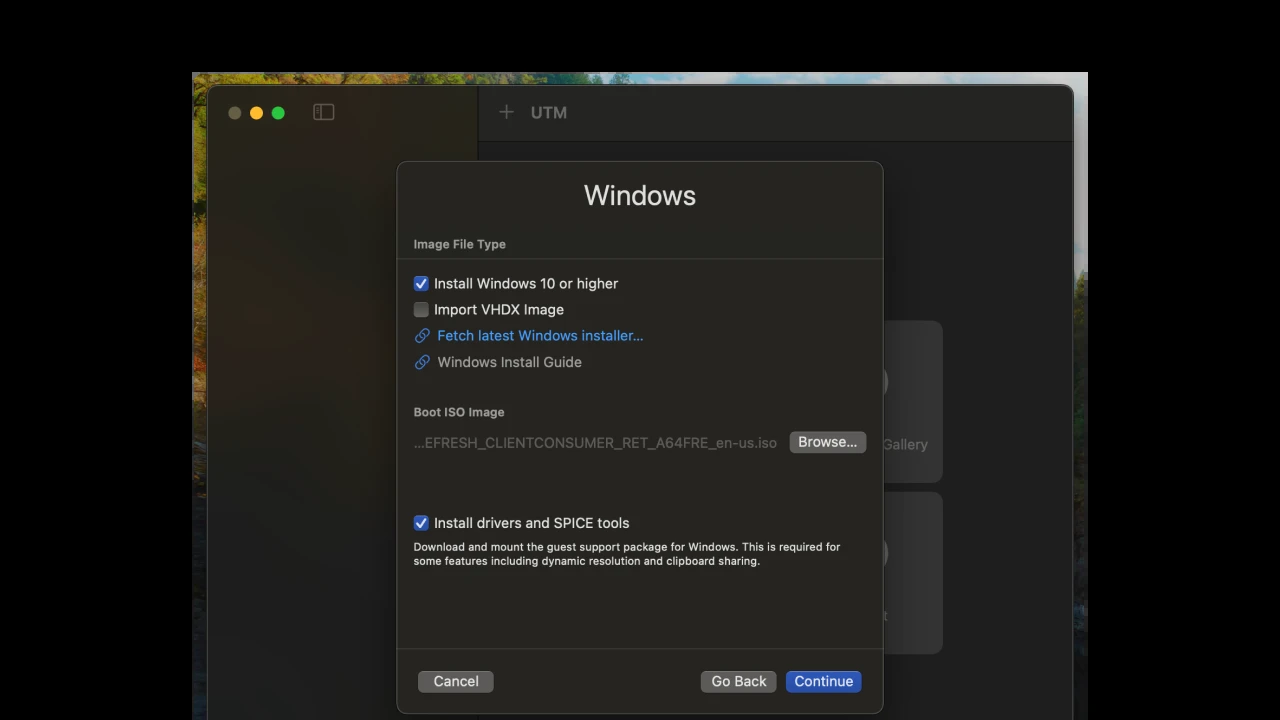 UTM
Windows
Image File Type
Install Windows 10 or higher
Import VHDX Image
Fetch latest Windows installer...
Windows Install Guide
Boot ISO Image
...EFRESH_CLIENTCONSUMER_RET_A64FRE_en-us.iso
Browse...
Gallery
Install drivers and SPICE tools
Download and mount the guest support package for Windows. This is required for
some features including dynamic resolution and clipboard sharing.
Cancel
Go Back
Continue